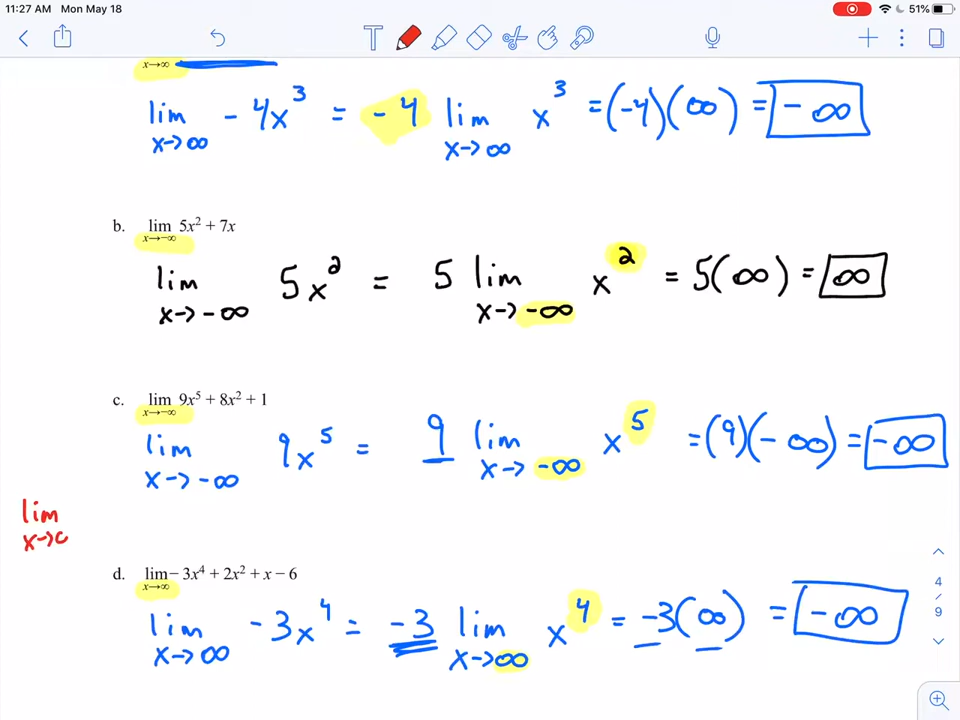 11:27 AM Mon May 18
51%
x→∞
lim - 4x³ = - 4 lim x³ = (-4)(∞) = - ∞
x→∞ x→∞
b. lim 5x² + 7x
x→-∞
lim 5x² = 5 lim x² = 5(∞) = ∞
x→-∞ x→-∞
c. lim 9x⁵ + 8x² + 1
x→-∞
lim 9x⁵ = 9 lim x⁵ = (9)(-∞) = -∞
x→-∞ x→-∞
lim
x→c
d. lim - 3x⁴ + 2x² + x - 6
x→∞
lim -3x⁴ = -3 lim x⁴ = -3(∞) = -∞
x→∞ x→∞
4
/
9